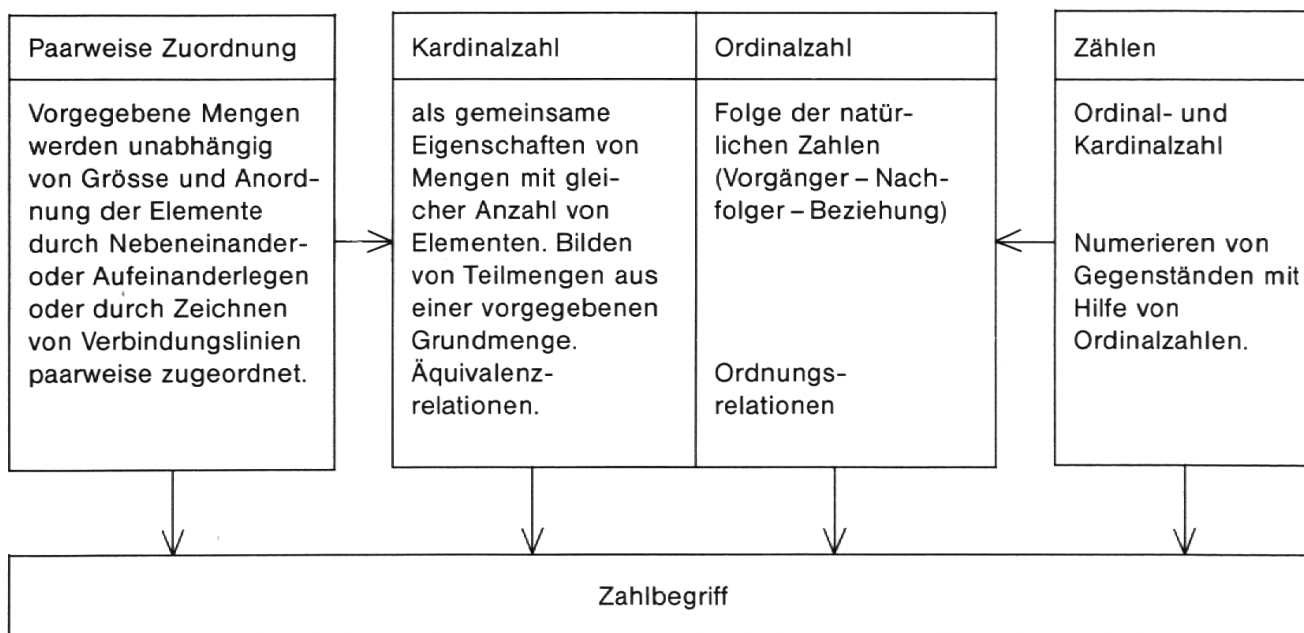 Paarweise Zuordnung
Vorgegebene Mengen
werden unabhängig
von Grösse und Anord-
nung der Elemente
durch Nebeneinander-
oder Aufeinanderlegen
oder durch Zeichnen
von Verbindungslinien
paarweise zugeordnet.
Kardinalzahl
als gemeinsame
Eigenschaften von
Mengen mit glei-
cher Anzahl von
Elementen. Bilden
von Teilmengen aus
einer vorgegebenen
Grundmenge.
Äquivalenz-
relationen.
Ordinalzahl
Folge der natür-
lichen Zahlen
(Vorgänger – Nach-
folger – Beziehung)
Ordnungs-
relationen
Zählen
Ordinal- und
Kardinalzahl
Numerieren von
Gegenständen mit
Hilfe von
Ordinalzahlen.
Zahlbegriff